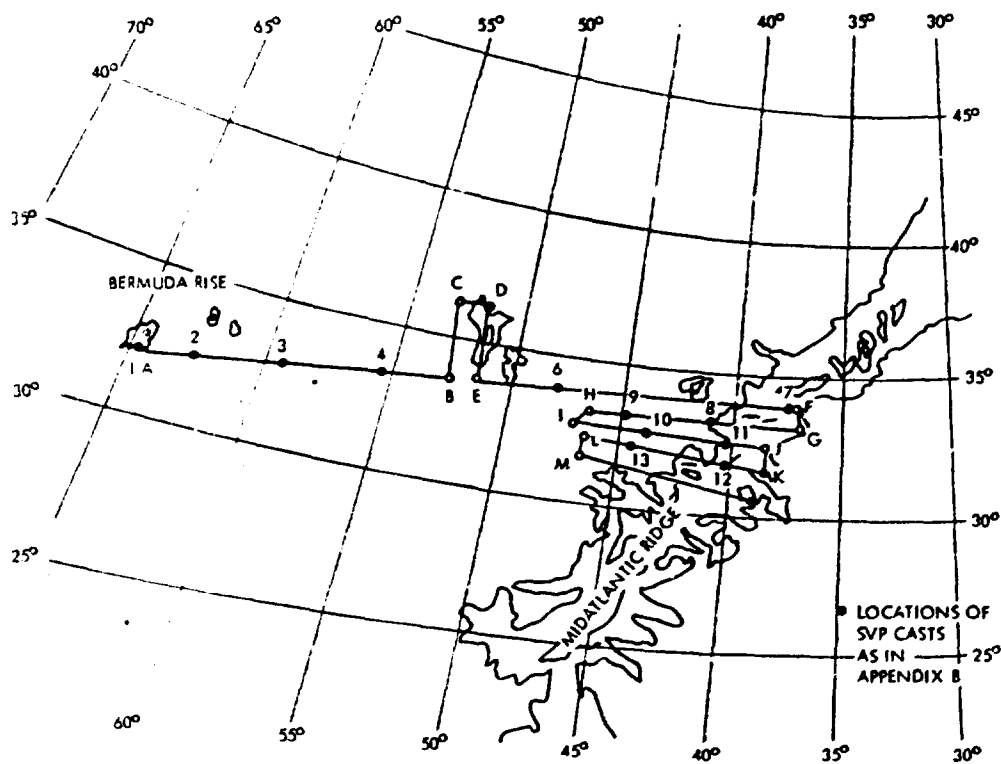 70° 65° 60° 55° 50° 40° 35° 30°
40°
45°
35°
40°
BERMUDA RISE
C D
1 A 2 3 4 B E 6
30°
35°
H 9 8 F
I 10 11 G
L J
M 13 12 K
30°
25°
MIDATLANTIC RIDGE
LOCATIONS OF
SVP CASTS
AS IN
APPENDIX B
25°
60° 55° 50° 45° 40° 35° 30°